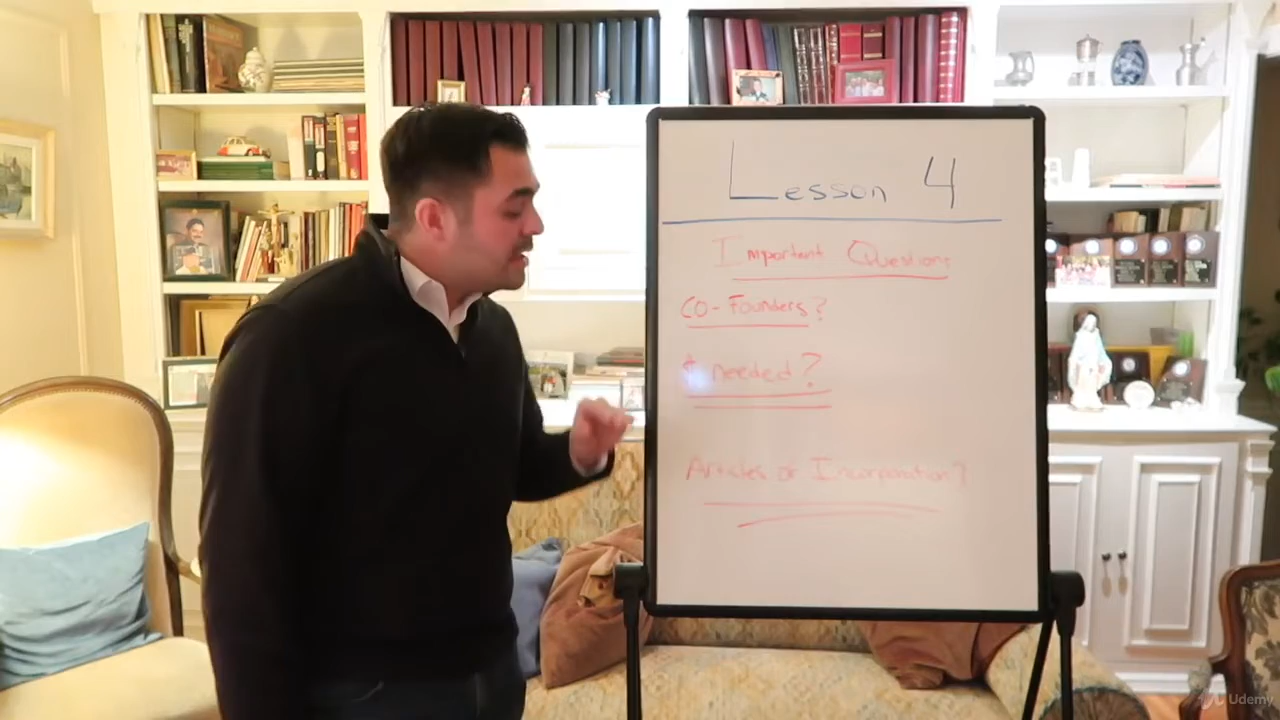 Lesson 4
Important Questions
CO-Founders?
$ needed?
Articles of Incorporation?
Udemy